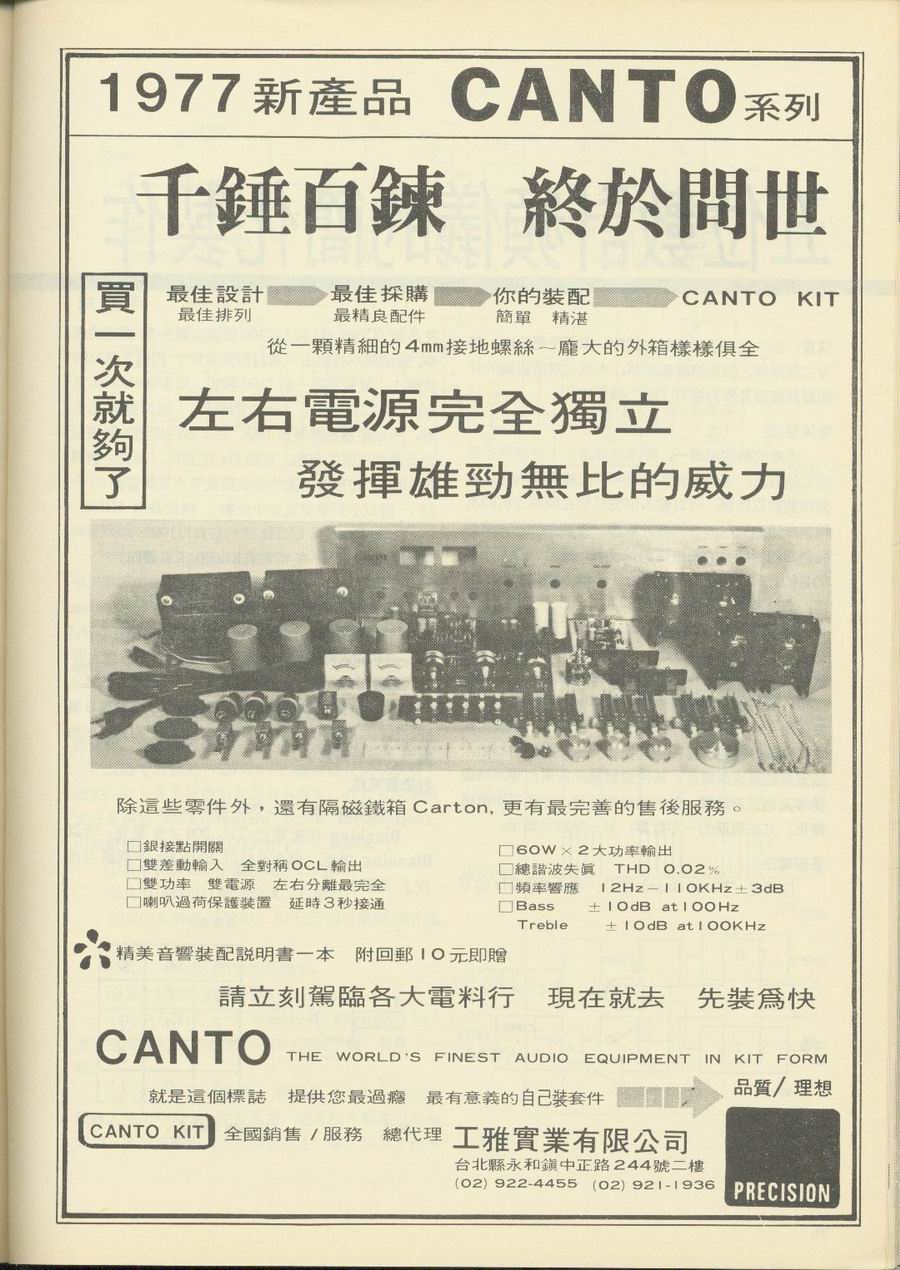 1977新產品 CANTO系列
千錘百鍊 終於問世
買一次就夠了
最佳設計 最佳採購 你的裝配 CANTO KIT
最佳排列 最精良配件 簡單 精湛
從一顆精細的4mm接地螺絲～龐大的外箱樣樣俱全
左右電源完全獨立
發揮雄勁無比的威力
除這些零件外，還有隔磁鐵箱Carton, 更有最完善的售後服務。
□銀接點開關
□雙差動輸入 全對稱OCL輸出
□雙功率 雙電源 左右分離最完全
□喇叭過荷保護裝置 延時3秒接通
□60W×2大功率輸出
□總諧波失眞 THD 0.02%
□頻率響應 12Hz－110KHz±3dB
□Bass ±10dB at100Hz
Treble ±10dB at100KHz
精美音響裝配説明書一本 附回郵10元即贈
請立刻駕臨各大電料行 現在就去 先裝爲快
CANTO THE WORLD'S FINEST AUDIO EQUIPMENT IN KIT FORM
就是這個標誌 提供您最過癮 最有意義的自己裝套件 品質/理想
CANTO KIT 全國銷售/服務 總代理 工雅實業有限公司
台北縣永和鎭中正路244號二樓
(02) 922-4455 (02) 921-1936
PRECISION